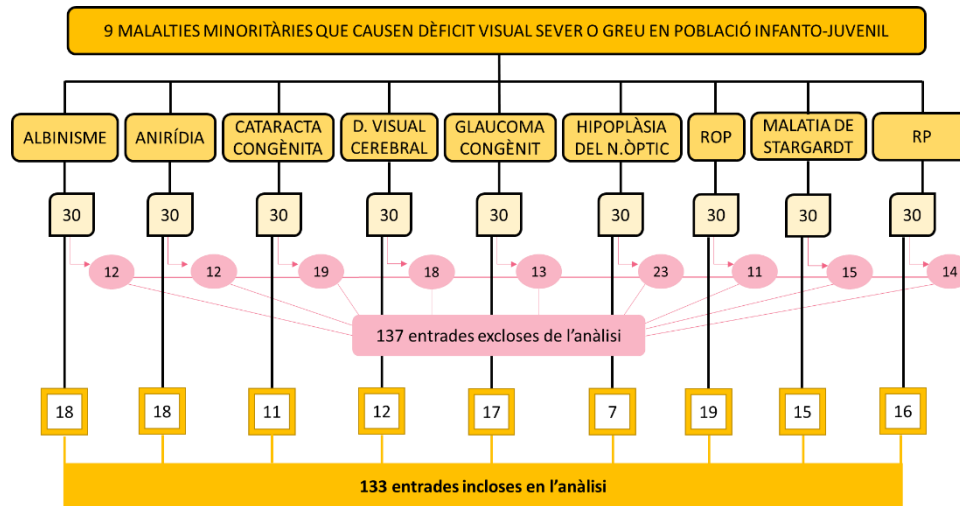 9 MALALTIES MINORITÀRIES QUE CAUSEN DÈFICIT VISUAL SEVER O GREU EN POBLACIÓ INFANTO-JUVENIL
ALBINISME
ANIRÍDIA
CATARACTA
CONGÈNITA
D. VISUAL
CEREBRAL
GLAUCOMA
CONGÈNIT
HIPOPLÀSIA
DEL N.ÒPTIC
ROP
MALATIA DE
STARGARDT
RP
30
30
30
30
30
30
30
30
30
12
12
19
18
13
23
11
15
14
137 entrades excloses de l'anàlisi
18
18
11
12
17
7
19
15
16
133 entrades incloses en l'anàlisi